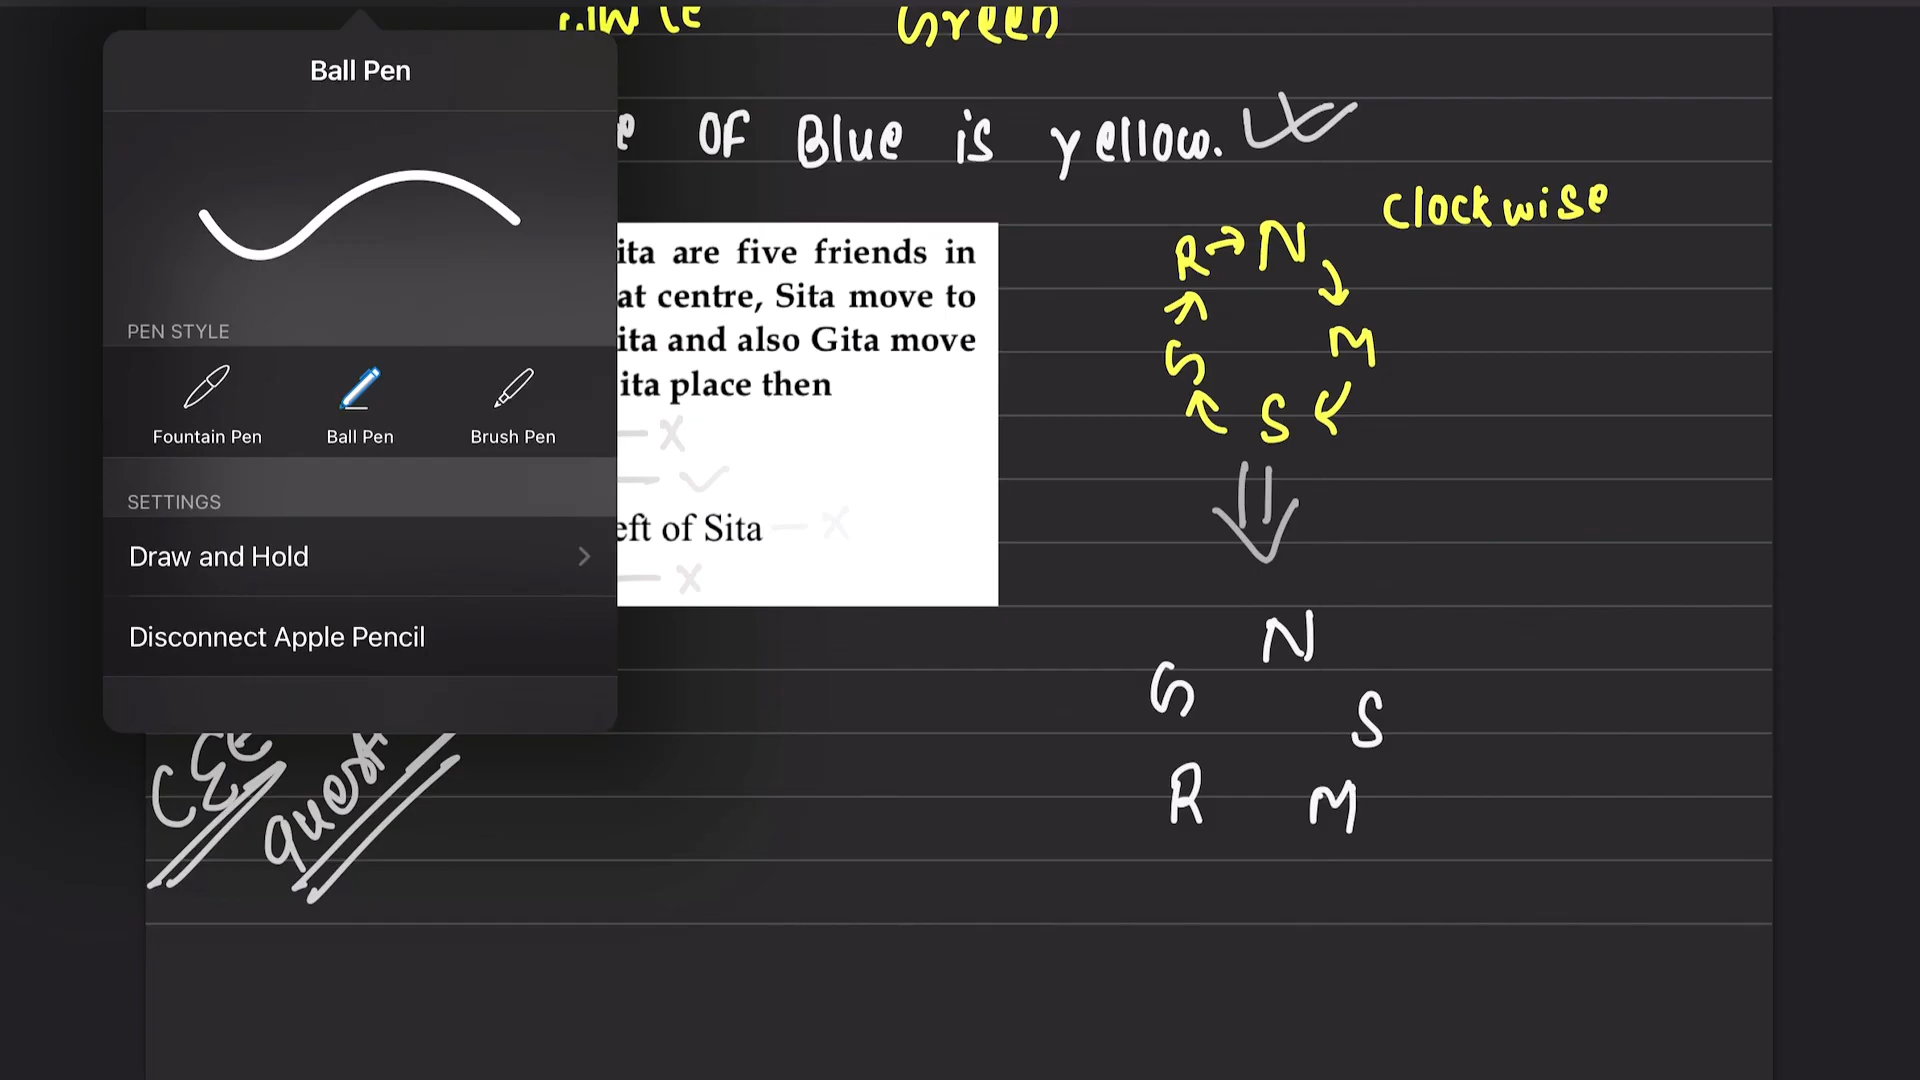 Green
Ball Pen
OF Blue is yellow.
Clockwise
R → N
M
G
S
ita are five friends in
at centre, Sita move to
ita and also Gita move
ita place then
— X
— ✓
eft of Sita — X
— X
PEN STYLE
Fountain Pen
Ball Pen
Brush Pen
SETTINGS
Draw and Hold
Disconnect Apple Pencil
N
G
S
R
M
CEE